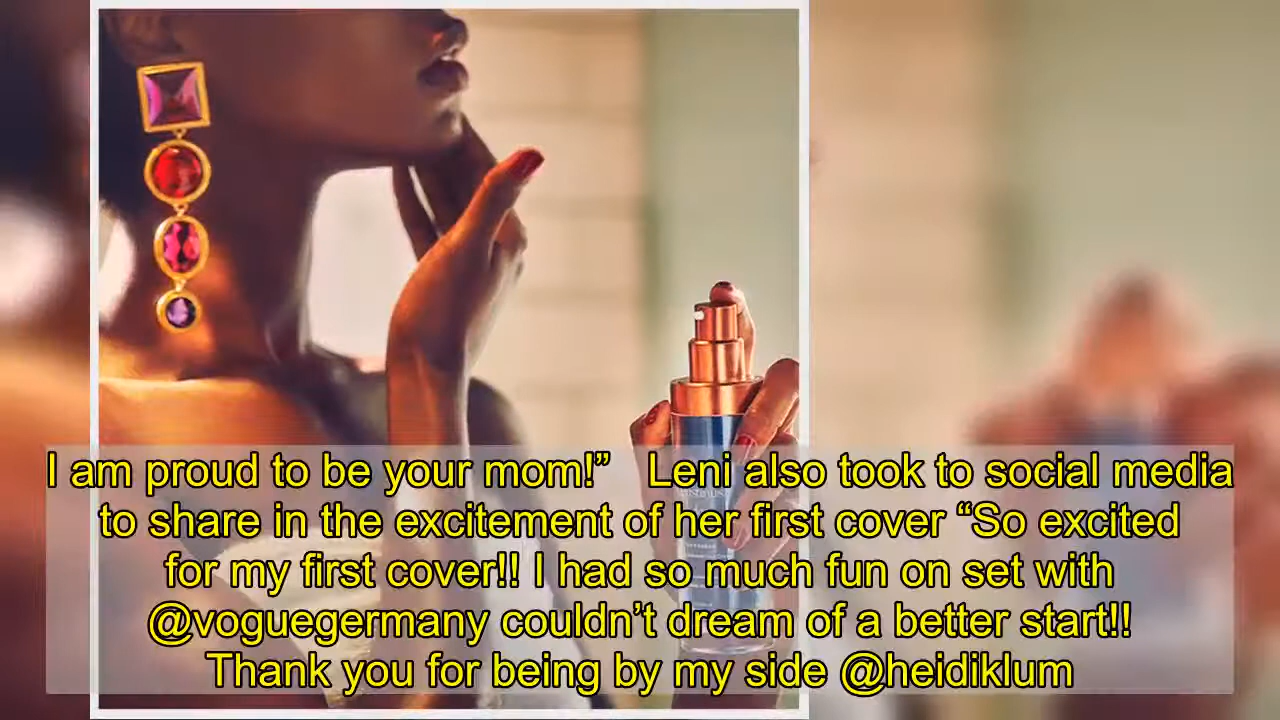 I am proud to be your mom!”   Leni also took to social media
to share in the excitement of her first cover “So excited
for my first cover!! I had so much fun on set with
@voguegermany couldn’t dream of a better start!!
Thank you for being by my side @heidiklum